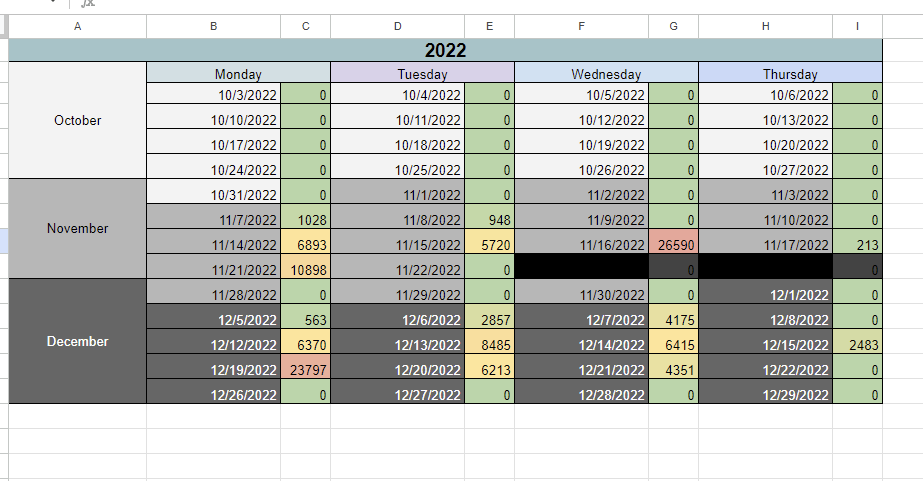 fx
A B C D E F G H I
2022
Monday Tuesday Wednesday Thursday
10/3/2022 0 10/4/2022 0 10/5/2022 0 10/6/2022 0
October 10/10/2022 0 10/11/2022 0 10/12/2022 0 10/13/2022 0
10/17/2022 0 10/18/2022 0 10/19/2022 0 10/20/2022 0
10/24/2022 0 10/25/2022 0 10/26/2022 0 10/27/2022 0
10/31/2022 0 11/1/2022 0 11/2/2022 0 11/3/2022 0
November 11/7/2022 1028 11/8/2022 948 11/9/2022 0 11/10/2022 0
11/14/2022 6893 11/15/2022 5720 11/16/2022 26590 11/17/2022 213
11/21/2022 10898 11/22/2022 0 0 0
11/28/2022 0 11/29/2022 0 11/30/2022 0 12/1/2022 0
12/5/2022 563 12/6/2022 2857 12/7/2022 4175 12/8/2022 0
December 12/12/2022 6370 12/13/2022 8485 12/14/2022 6415 12/15/2022 2483
12/19/2022 23797 12/20/2022 6213 12/21/2022 4351 12/22/2022 0
12/26/2022 0 12/27/2022 0 12/28/2022 0 12/29/2022 0